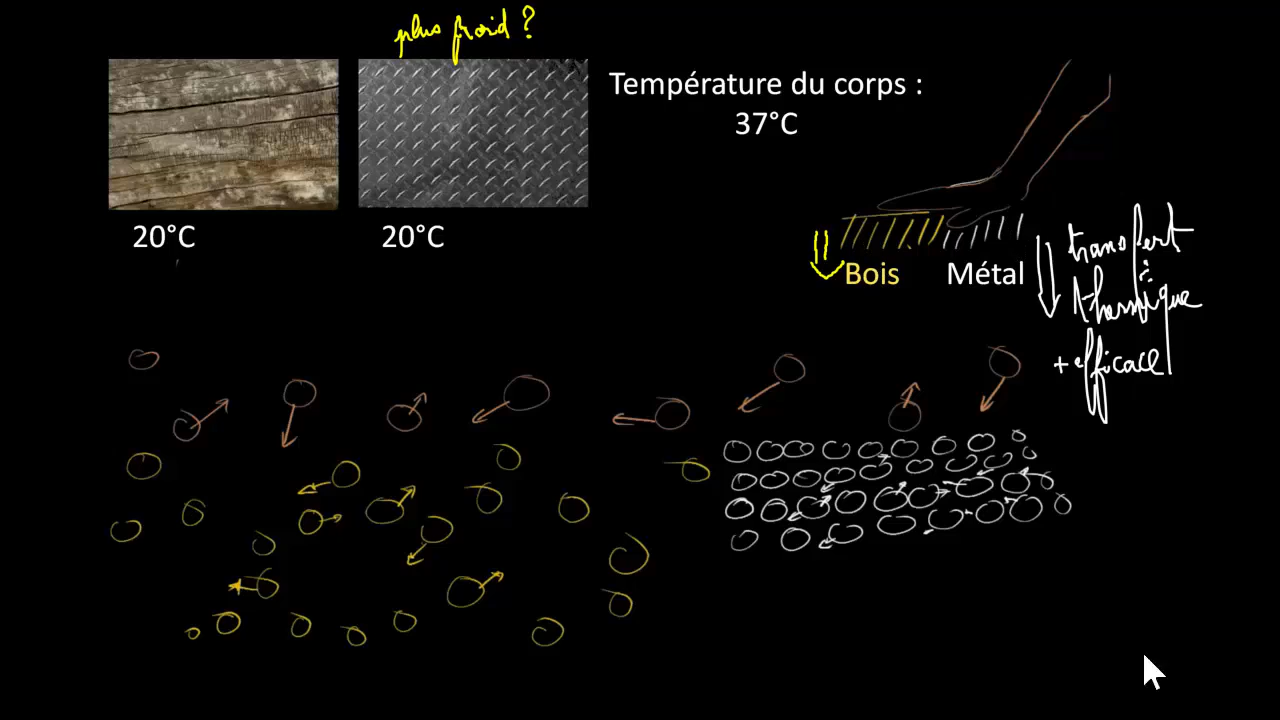 plus froid ?
Température du corps :
37°C
20°C
20°C
Bois
Métal
transfert
thermique
+ efficace